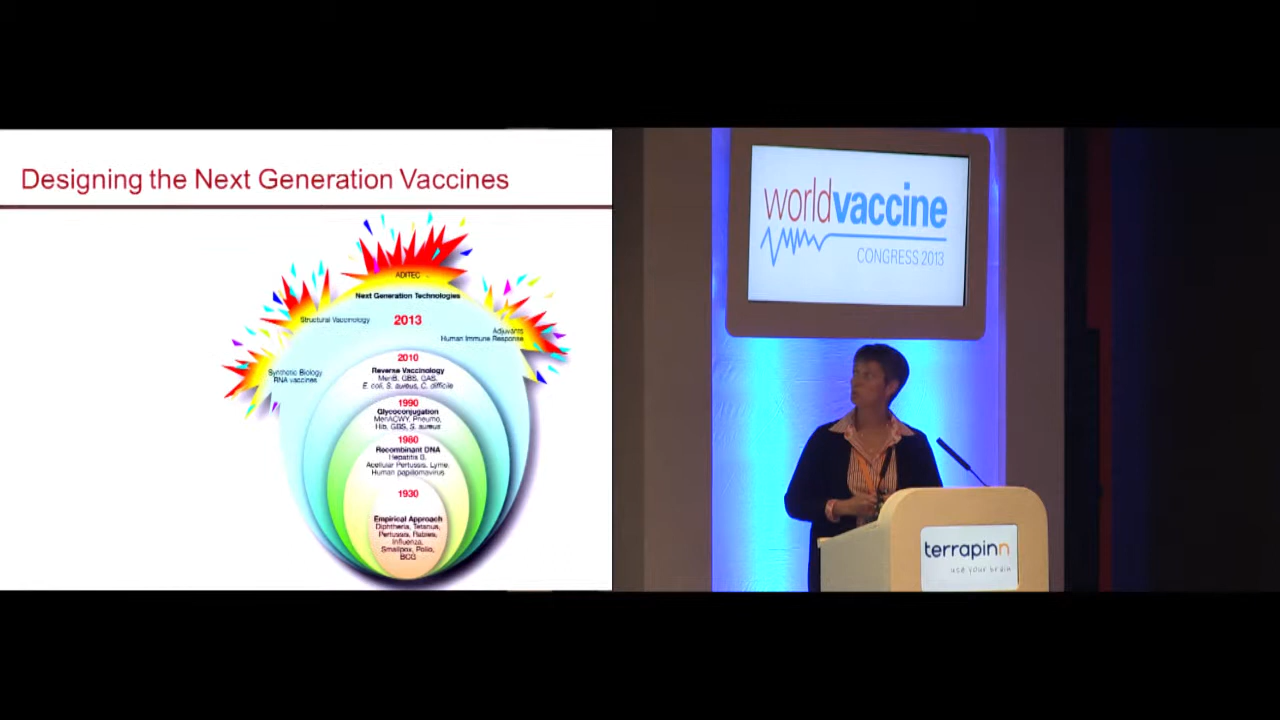 Designing the Next Generation Vaccines
ADITEC
Next Generation Technologies
Structural Vaccinology
2013
Adjuvants
Human Immune Response
Synthetic Biology
RNA vaccines
2010
Reverse Vaccinology
MenB, GBS, GAS,
E. coli, S. aureus, C. difficile
1990
Glycoconjugation
MenACWY, Pneumo,
Hib, GBS, S. aureus
1980
Recombinant DNA
Hepatitis B,
Acellular Pertussis, Lyme,
Human papillomavirus
1930
Empirical Approach
Diphtheria, Tetanus,
Pertussis, Rabies,
Influenza,
Smallpox, Polio,
BCG
worldvaccine
CONGRESS 2013
terrapinn
use your brain